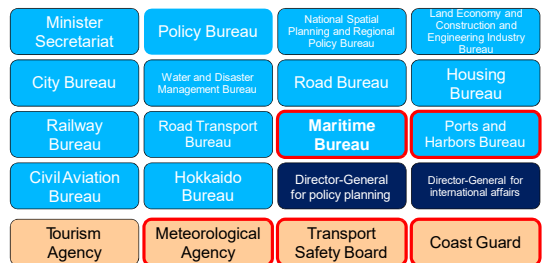 Minister
Secretariat
Policy Bureau
National Spatial
Planning and Regional
Policy Bureau
Land Economy and
Construction and
Engineering Industry
Bureau
City Bureau
Water and Disaster
Management Bureau
Road Bureau
Housing
Bureau
Railway
Bureau
Road Transport
Bureau
Maritime
Bureau
Ports and
Harbors Bureau
Civil Aviation
Bureau
Hokkaido
Bureau
Director-General
for policy planning
Director-General for
international affairs
Tourism
Agency
Meteorological
Agency
Transport
Safety Board
Coast Guard